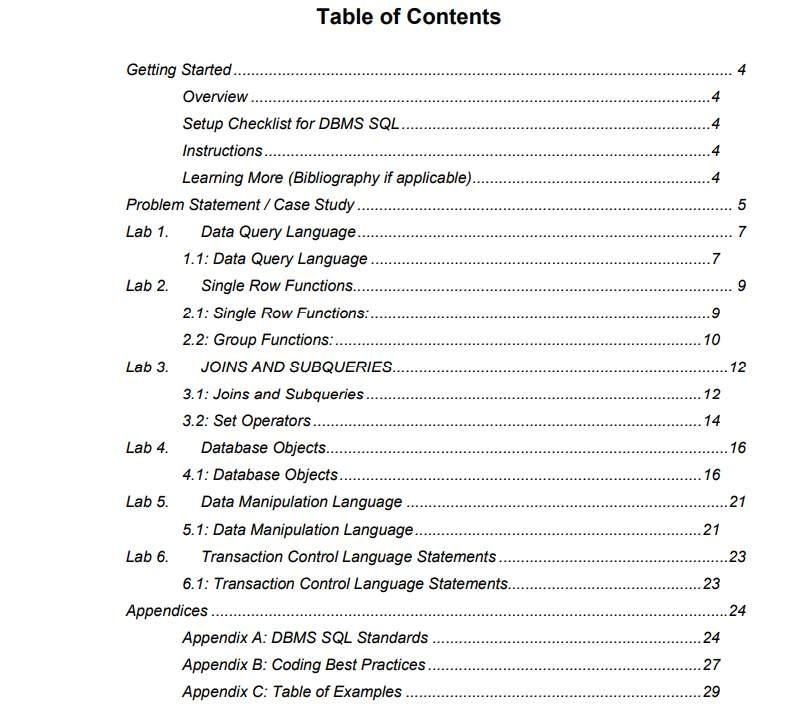 Table of Contents
Getting Started.................................................................................................................. 4
Overview .........................................................................................................4
Setup Checklist for DBMS SQL......................................................................4
Instructions.....................................................................................................4
Learning More (Bibliography if applicable)......................................................4
Problem Statement / Case Study ..................................................................................... 5
Lab 1. Data Query Language..................................................................................... 7
1.1: Data Query Language .............................................................................7
Lab 2. Single Row Functions...................................................................................... 9
2.1: Single Row Functions:.............................................................................9
2.2: Group Functions:...................................................................................10
Lab 3. JOINS AND SUBQUERIES............................................................................12
3.1: Joins and Subqueries............................................................................12
3.2: Set Operators........................................................................................14
Lab 4. Database Objects...........................................................................................16
4.1: Database Objects..................................................................................16
Lab 5. Data Manipulation Language .........................................................................21
5.1: Data Manipulation Language.................................................................21
Lab 6. Transaction Control Language Statements....................................................23
6.1: Transaction Control Language Statements............................................23
Appendices .....................................................................................................................24
Appendix A: DBMS SQL Standards .............................................................24
Appendix B: Coding Best Practices..............................................................27
Appendix C: Table of Examples ...................................................................29